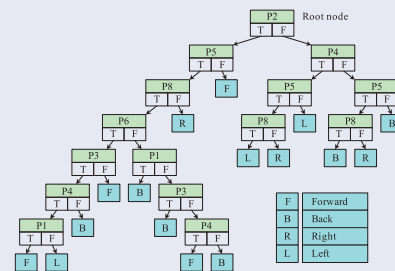 P2 Root node
T F
P5 P4
T F T F
P8 F P5 P5
T F T F T F
P6 R P8 L P8 B
T F T F T F
P3 P1 L R B R
T F T F
P4 F B P3
T F T F
P1 B B P4
T F T F
F L F B
F Forward
B Back
R Right
L Left